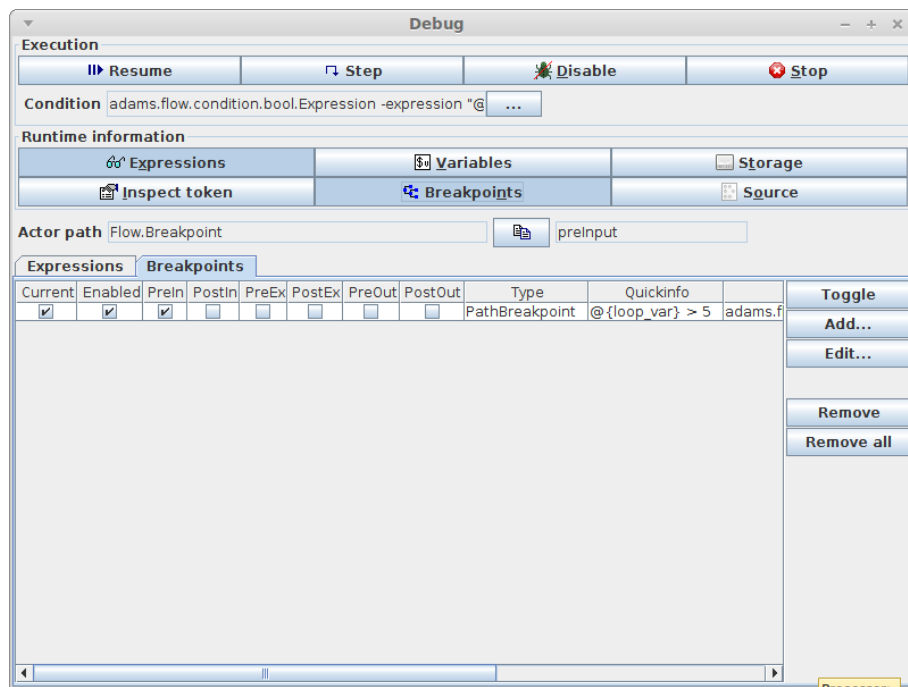 Debug
Execution
Resume Step Disable Stop
Condition adams.flow.condition.bool.Expression -expression "@ ...
Runtime information
Expressions Variables Storage
Inspect token Breakpoints Source
Actor path Flow.Breakpoint preInput
Expressions Breakpoints
Current Enabled PreIn PostIn PreEx PostEx PreOut PostOut Type Quickinfo Toggle
PathBreakpoint @{loop_var} > 5 adams.f
Add...
Edit...
Remove
Remove all